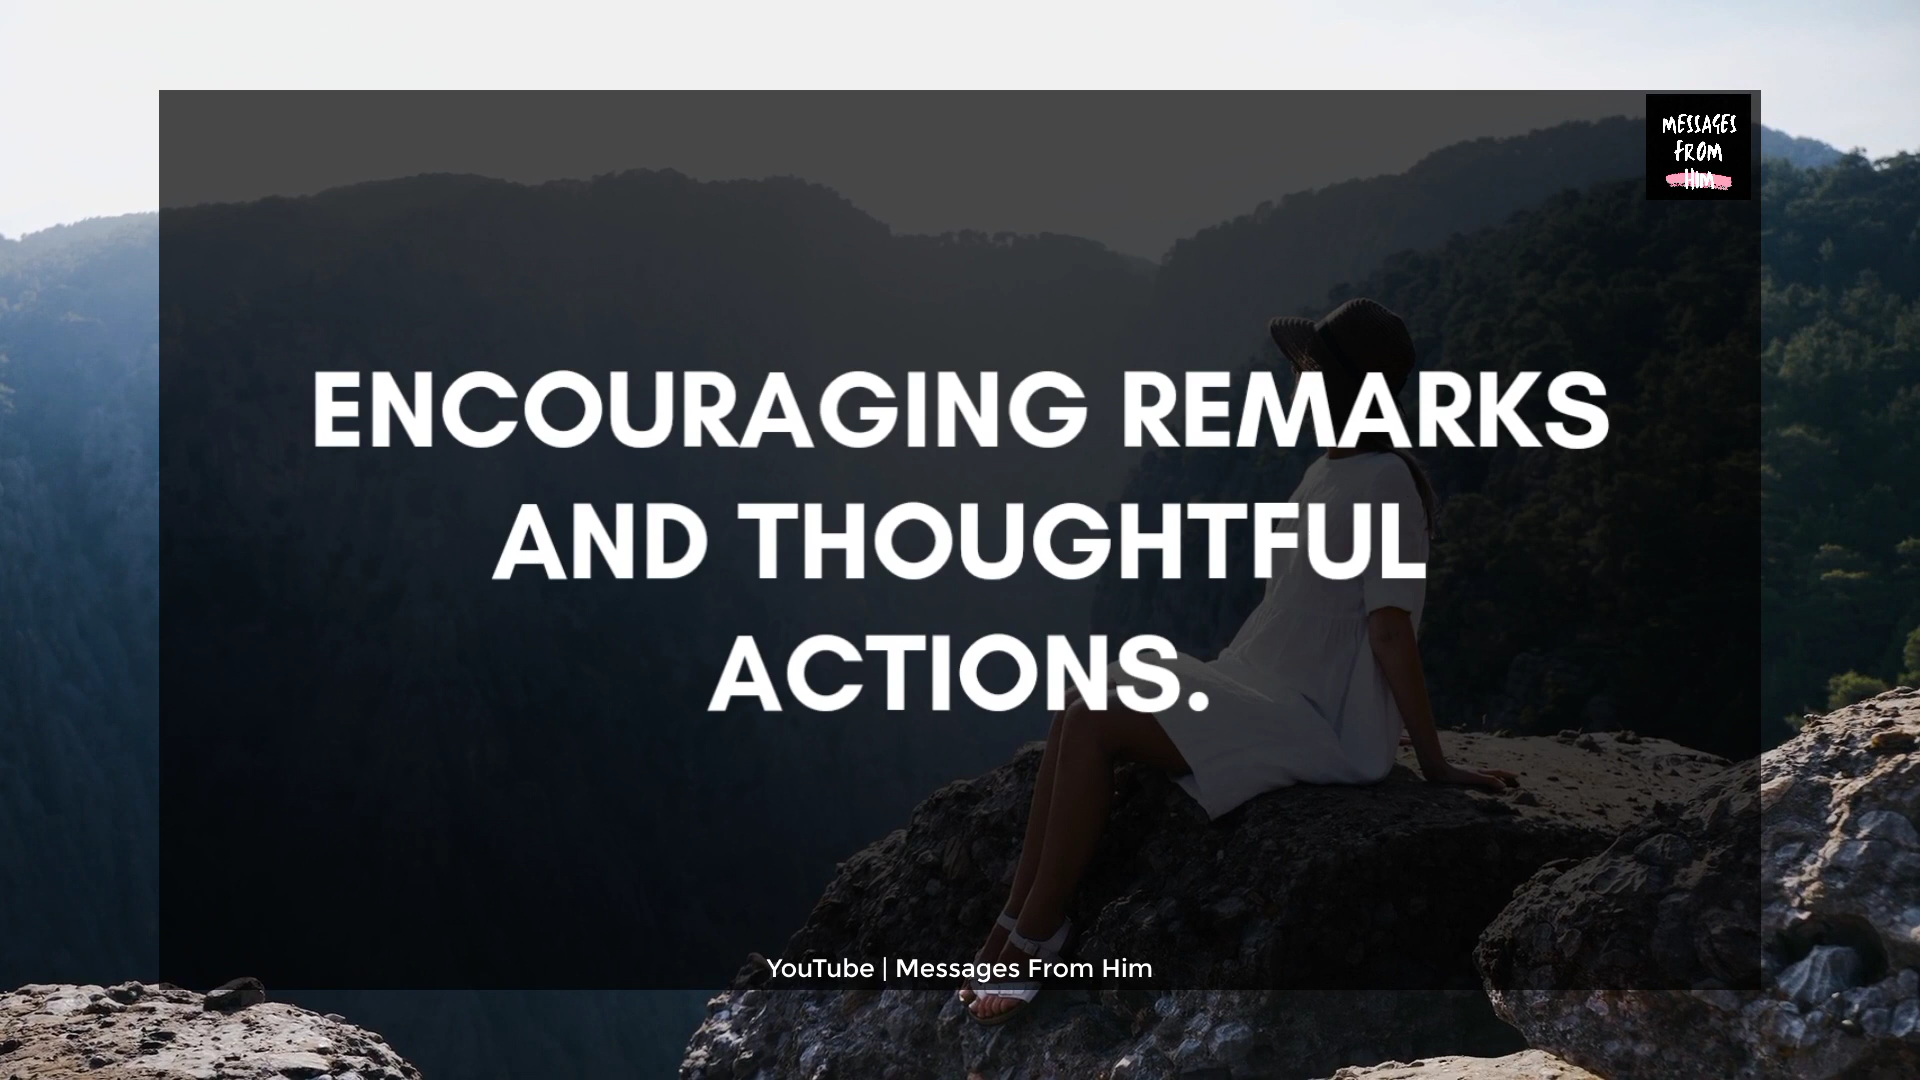 MESSAGES
FROM
HIM
ENCOURAGING REMARKS
AND THOUGHTFUL
ACTIONS.
YouTube | Messages From Him